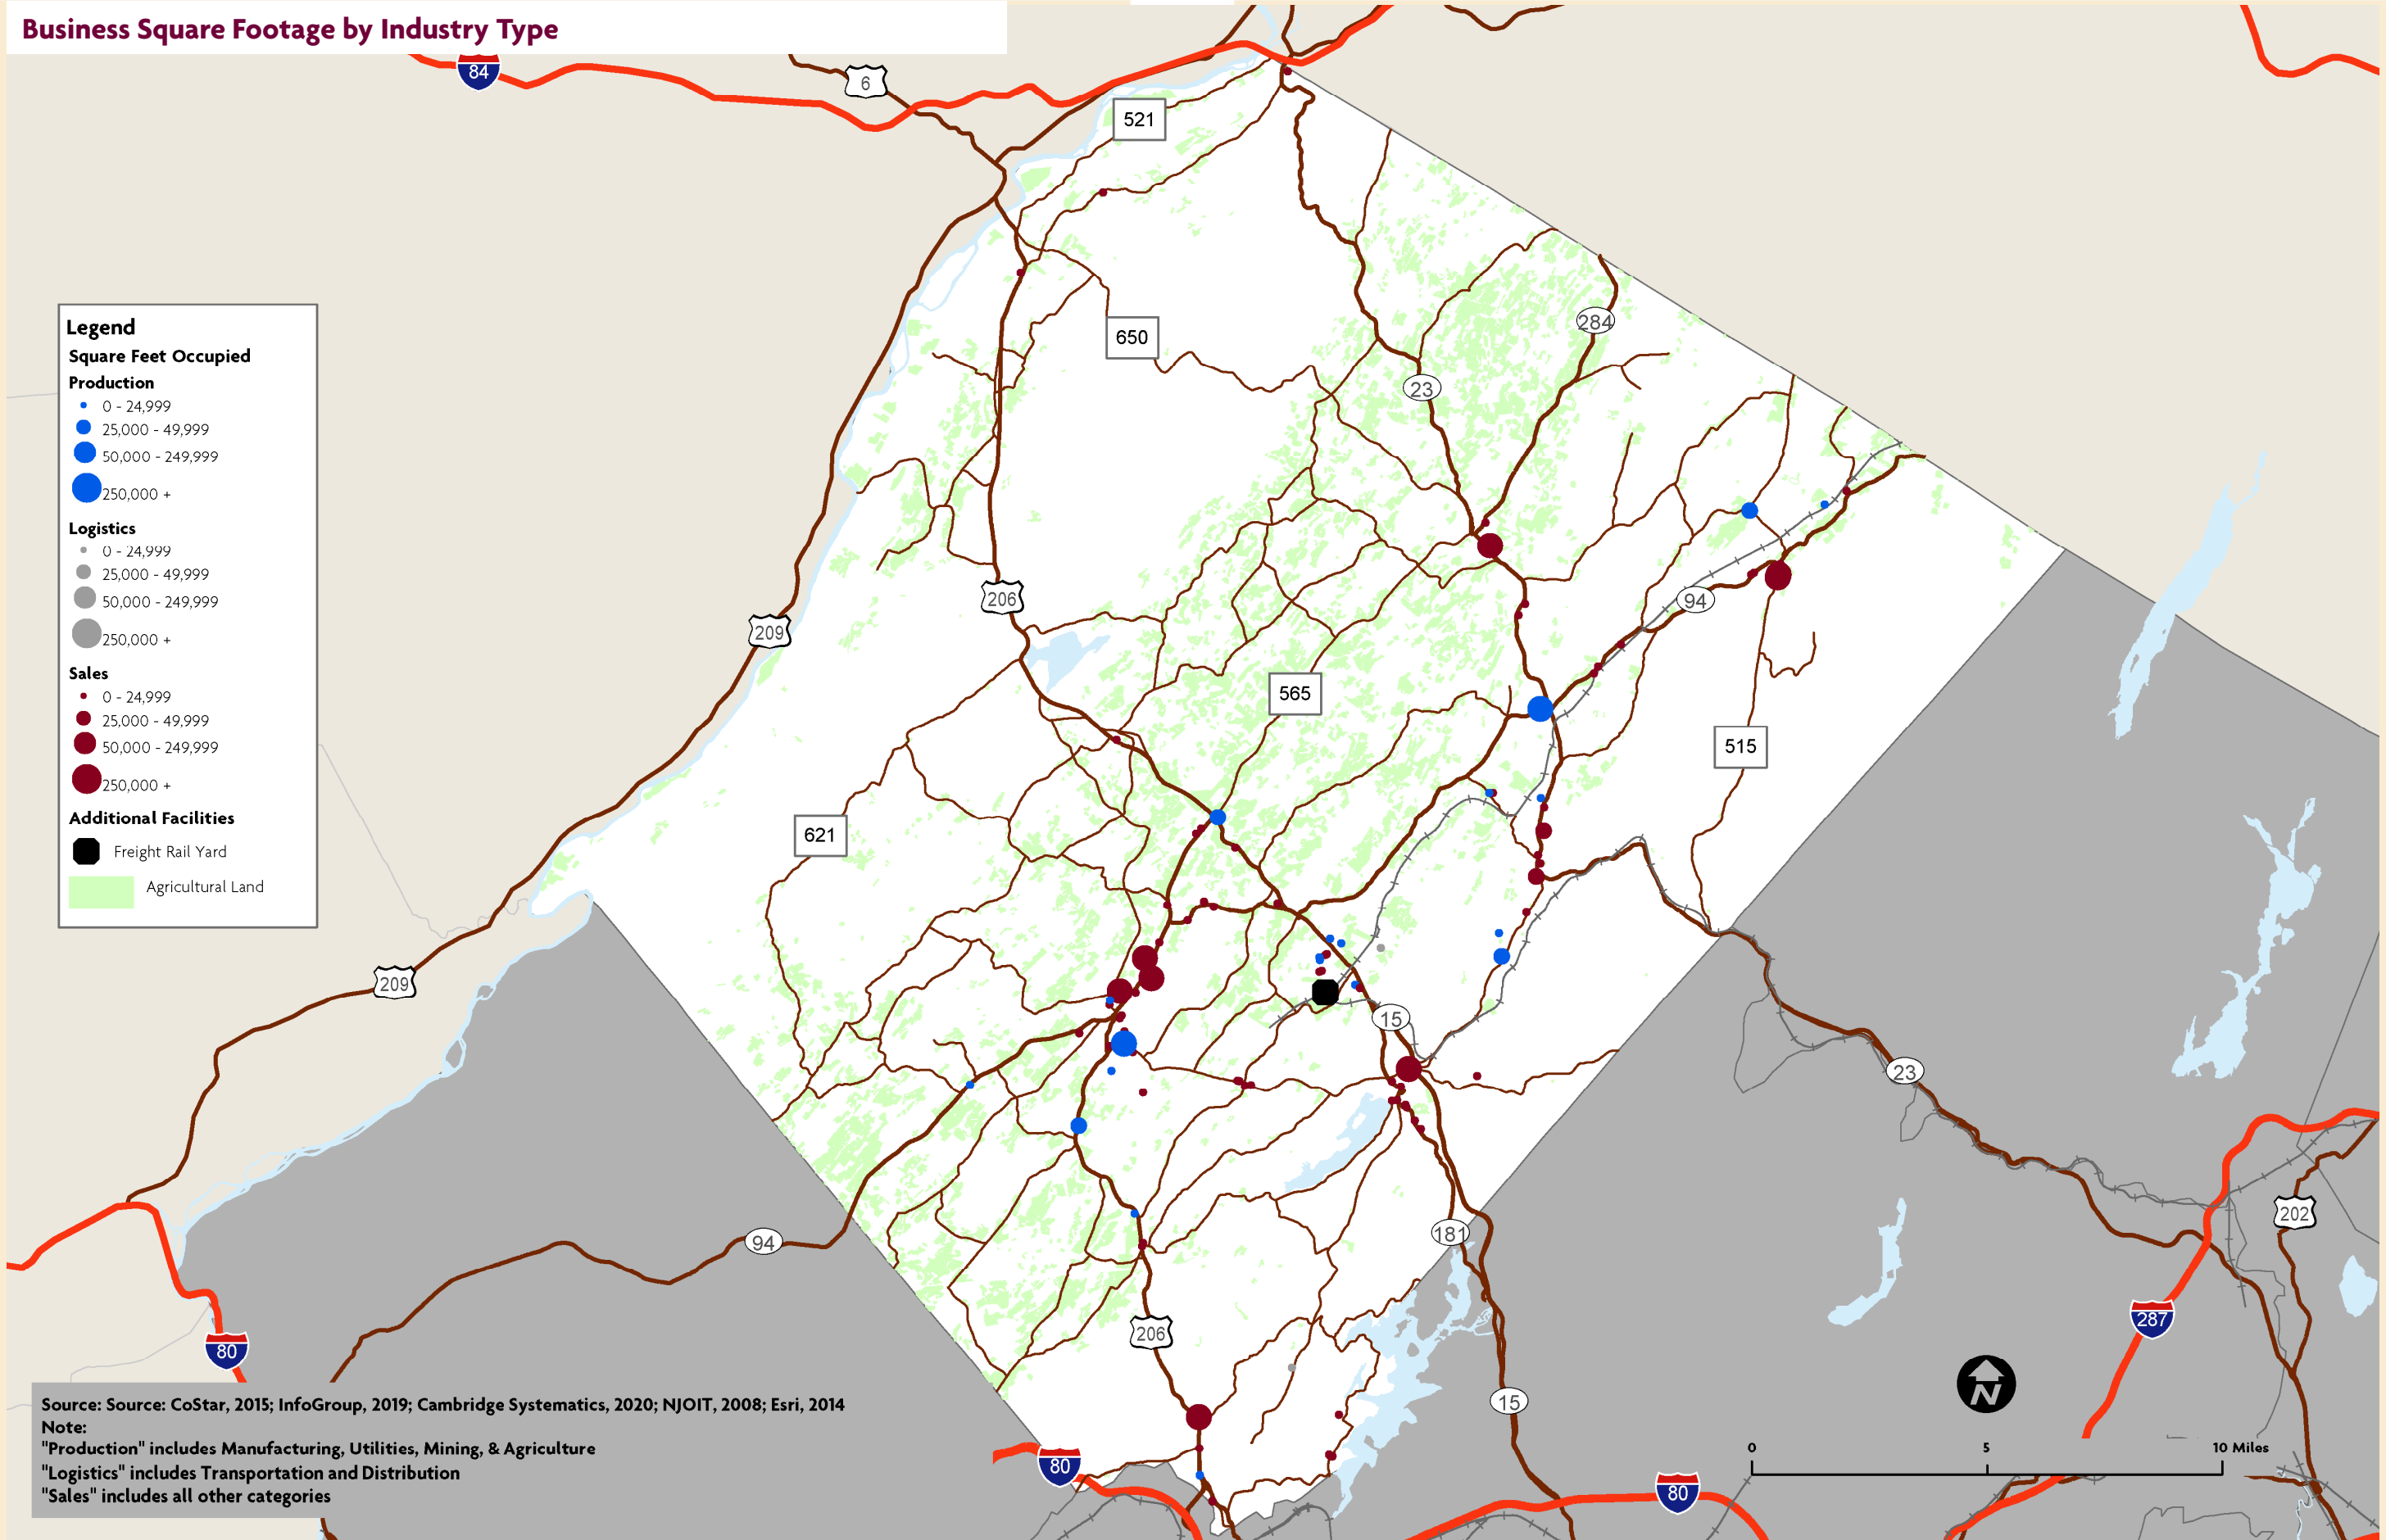 Business Square Footage by Industry Type
84
6
521
650
284
23
206
209
94
565
515
621
209
15
23
202
94
181
287
206
80
15
80
80
Legend
Square Feet Occupied
Production
0 - 24,999
25,000 - 49,999
50,000 - 249,999
250,000 +
Logistics
0 - 24,999
25,000 - 49,999
50,000 - 249,999
250,000 +
Sales
0 - 24,999
25,000 - 49,999
50,000 - 249,999
250,000 +
Additional Facilities
Freight Rail Yard
Agricultural Land
N
0 5 10 Miles
Source: Source: CoStar, 2015; InfoGroup, 2019; Cambridge Systematics, 2020; NJOIT, 2008; Esri, 2014
Note:
"Production" includes Manufacturing, Utilities, Mining, & Agriculture
"Logistics" includes Transportation and Distribution
"Sales" includes all other categories